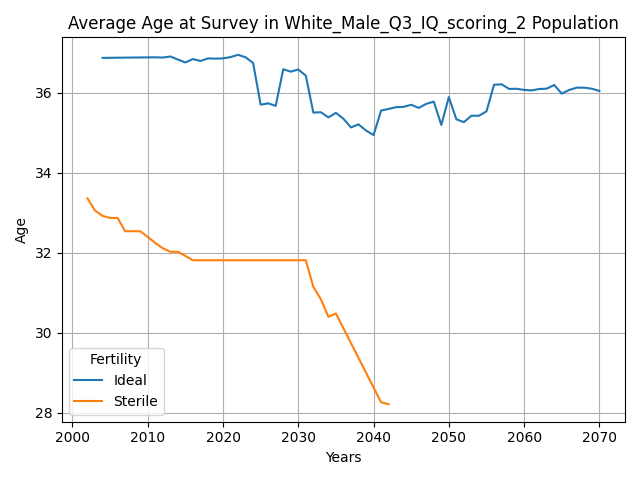 Average Age at Survey in White_Male_Q3_IQ_scoring_2 Population
Age
36
34
32
30
28
Fertility
Ideal
Sterile
2000 2010 2020 2030 2040 2050 2060 2070
Years